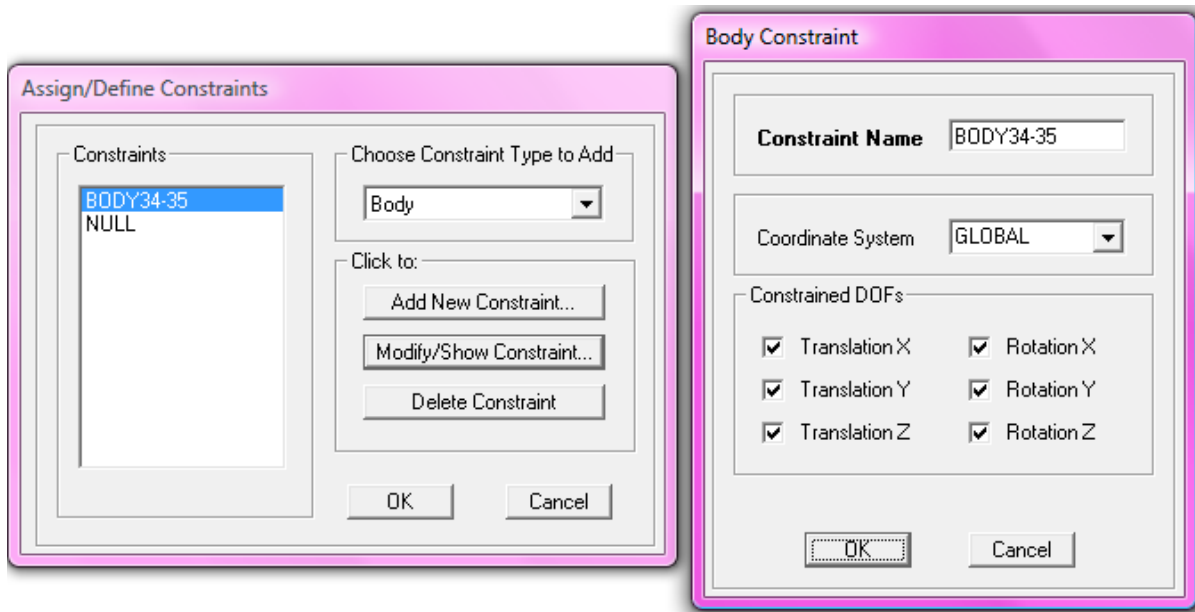 Assign/Define Constraints
Constraints
BODY34-35
NULL
Choose Constraint Type to Add
Body
Click to:
Add New Constraint...
Modify/Show Constraint...
Delete Constraint
OK
Cancel
Body Constraint
Constraint Name
BODY34-35
Coordinate System
GLOBAL
Constrained DOFs
Translation X
Rotation X
Translation Y
Rotation Y
Translation Z
Rotation Z
OK
Cancel